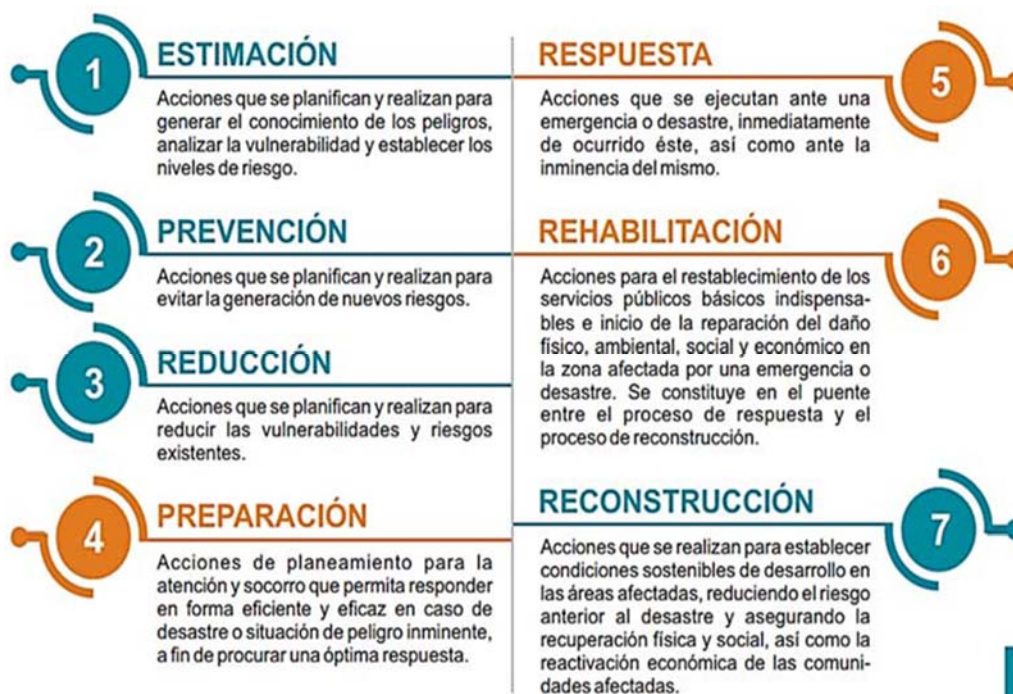 1
ESTIMACIÓN
Acciones que se planifican y realizan para
generar el conocimiento de los peligros,
analizar la vulnerabilidad y establecer los
niveles de riesgo.
2
PREVENCIÓN
Acciones que se planifican y realizan para
evitar la generación de nuevos riesgos.
3
REDUCCIÓN
Acciones que se planifican y realizan para
reducir las vulnerabilidades y riesgos
existentes.
4
PREPARACIÓN
Acciones de planeamiento para la
atención y socorro que permita responder
en forma eficiente y eficaz en caso de
desastre o situación de peligro inminente,
a fin de procurar una óptima respuesta.
RESPUESTA
5
Acciones que se ejecutan ante una
emergencia o desastre, inmediatamente
de ocurrido éste, así como ante la
inminencia del mismo.
REHABILITACIÓN
6
Acciones para el restablecimiento de los
servicios públicos básicos indispensa-
bles e inicio de la reparación del daño
físico, ambiental, social y económico en
la zona afectada por una emergencia o
desastre. Se constituye en el puente
entre el proceso de respuesta y el
proceso de reconstrucción.
RECONSTRUCCIÓN
7
Acciones que se realizan para establecer
condiciones sostenibles de desarrollo en
las áreas afectadas, reduciendo el riesgo
anterior al desastre y asegurando la
recuperación física y social, así como la
reactivación económica de las comuni-
dades afectadas.